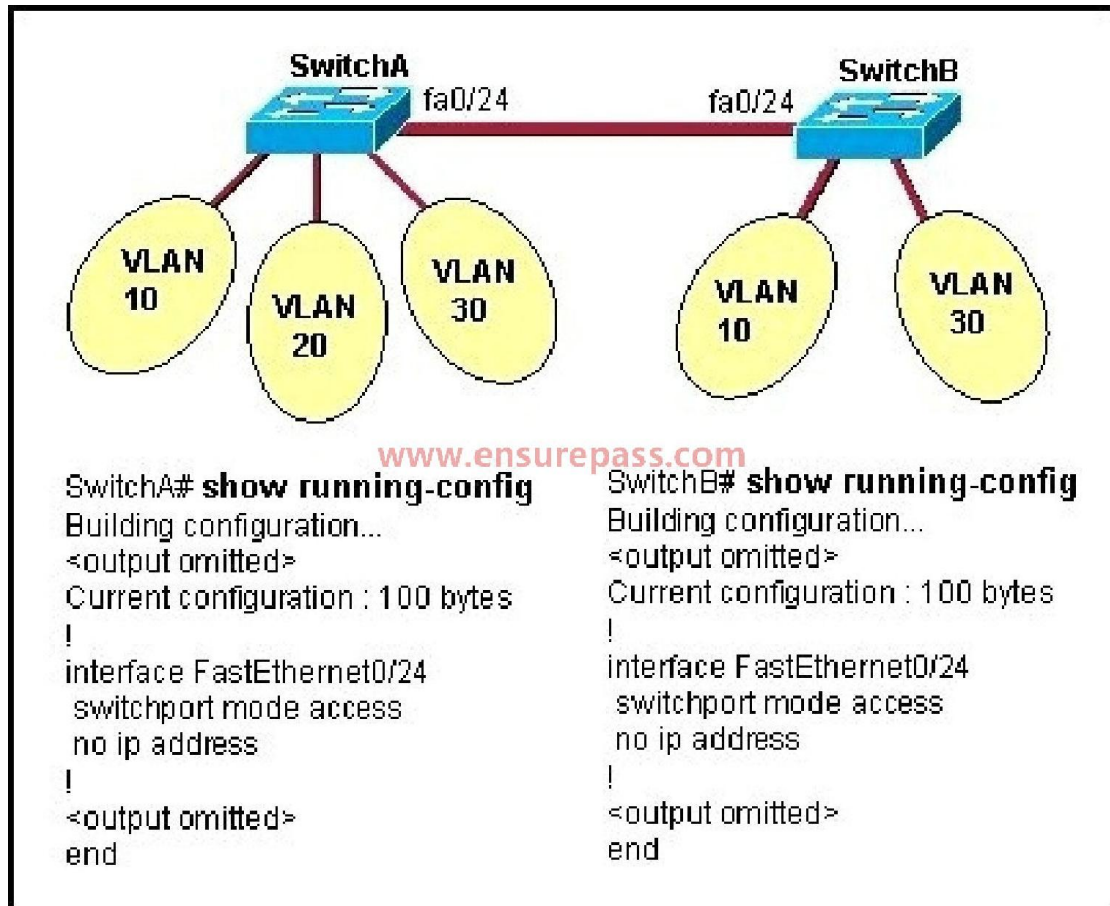 SwitchA
SwitchB
fa0/24
fa0/24
VLAN
10
VLAN
20
VLAN
30
VLAN
10
VLAN
30
www.ensurepass.com
SwitchA# show running-config
Building configuration...
<output omitted>
Current configuration : 100 bytes
!
interface FastEthernet0/24
switchport mode access
no ip address
!
<output omitted>
end
SwitchB# show running-config
Building configuration...
<output omitted>
Current configuration : 100 bytes
!
interface FastEthernet0/24
switchport mode access
no ip address
!
<output omitted>
end